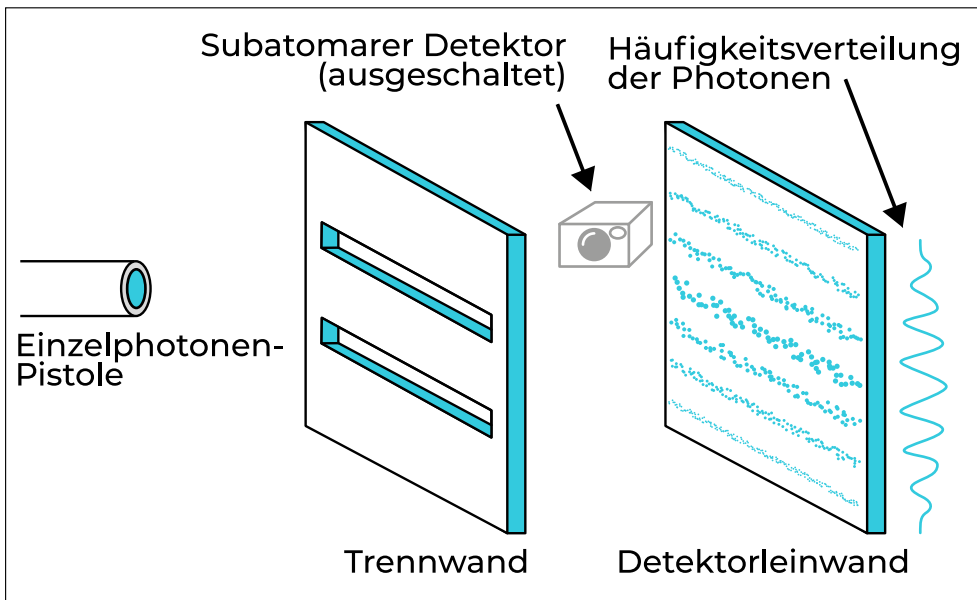 Subatomarer Detektor
(ausgeschaltet)
Häufigkeitsverteilung
der Photonen
Einzelphotonen-
Pistole
Trennwand
Detektorleinwand